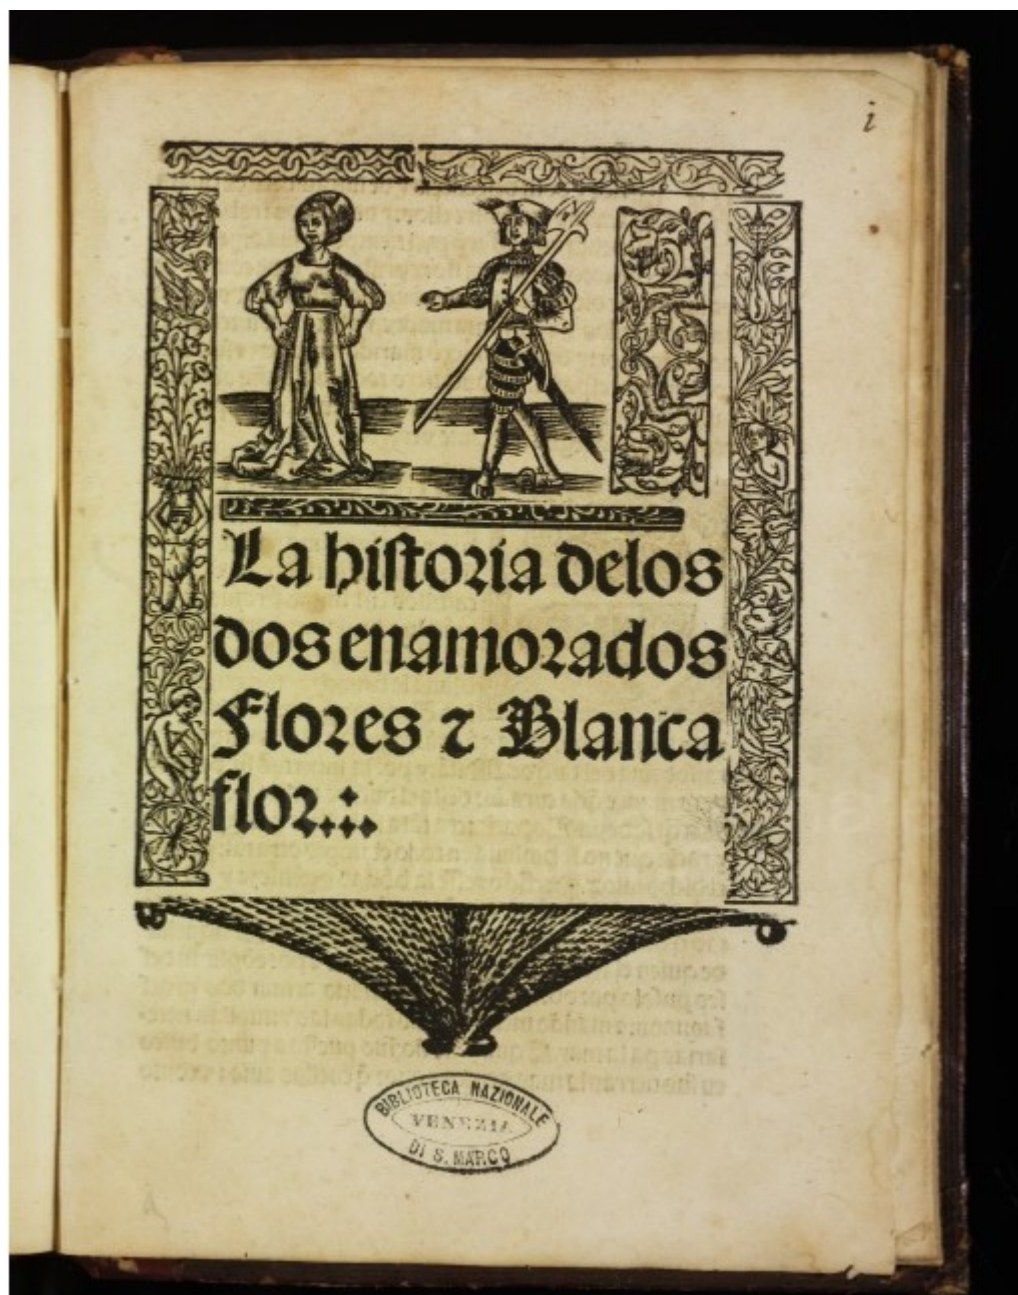 i
La historia delos
dos enamorados
Flores ⁊ Blanca
flor.:.
BIBLIOTECA NAZIONALE
VENEZIA
DI S. MARCO